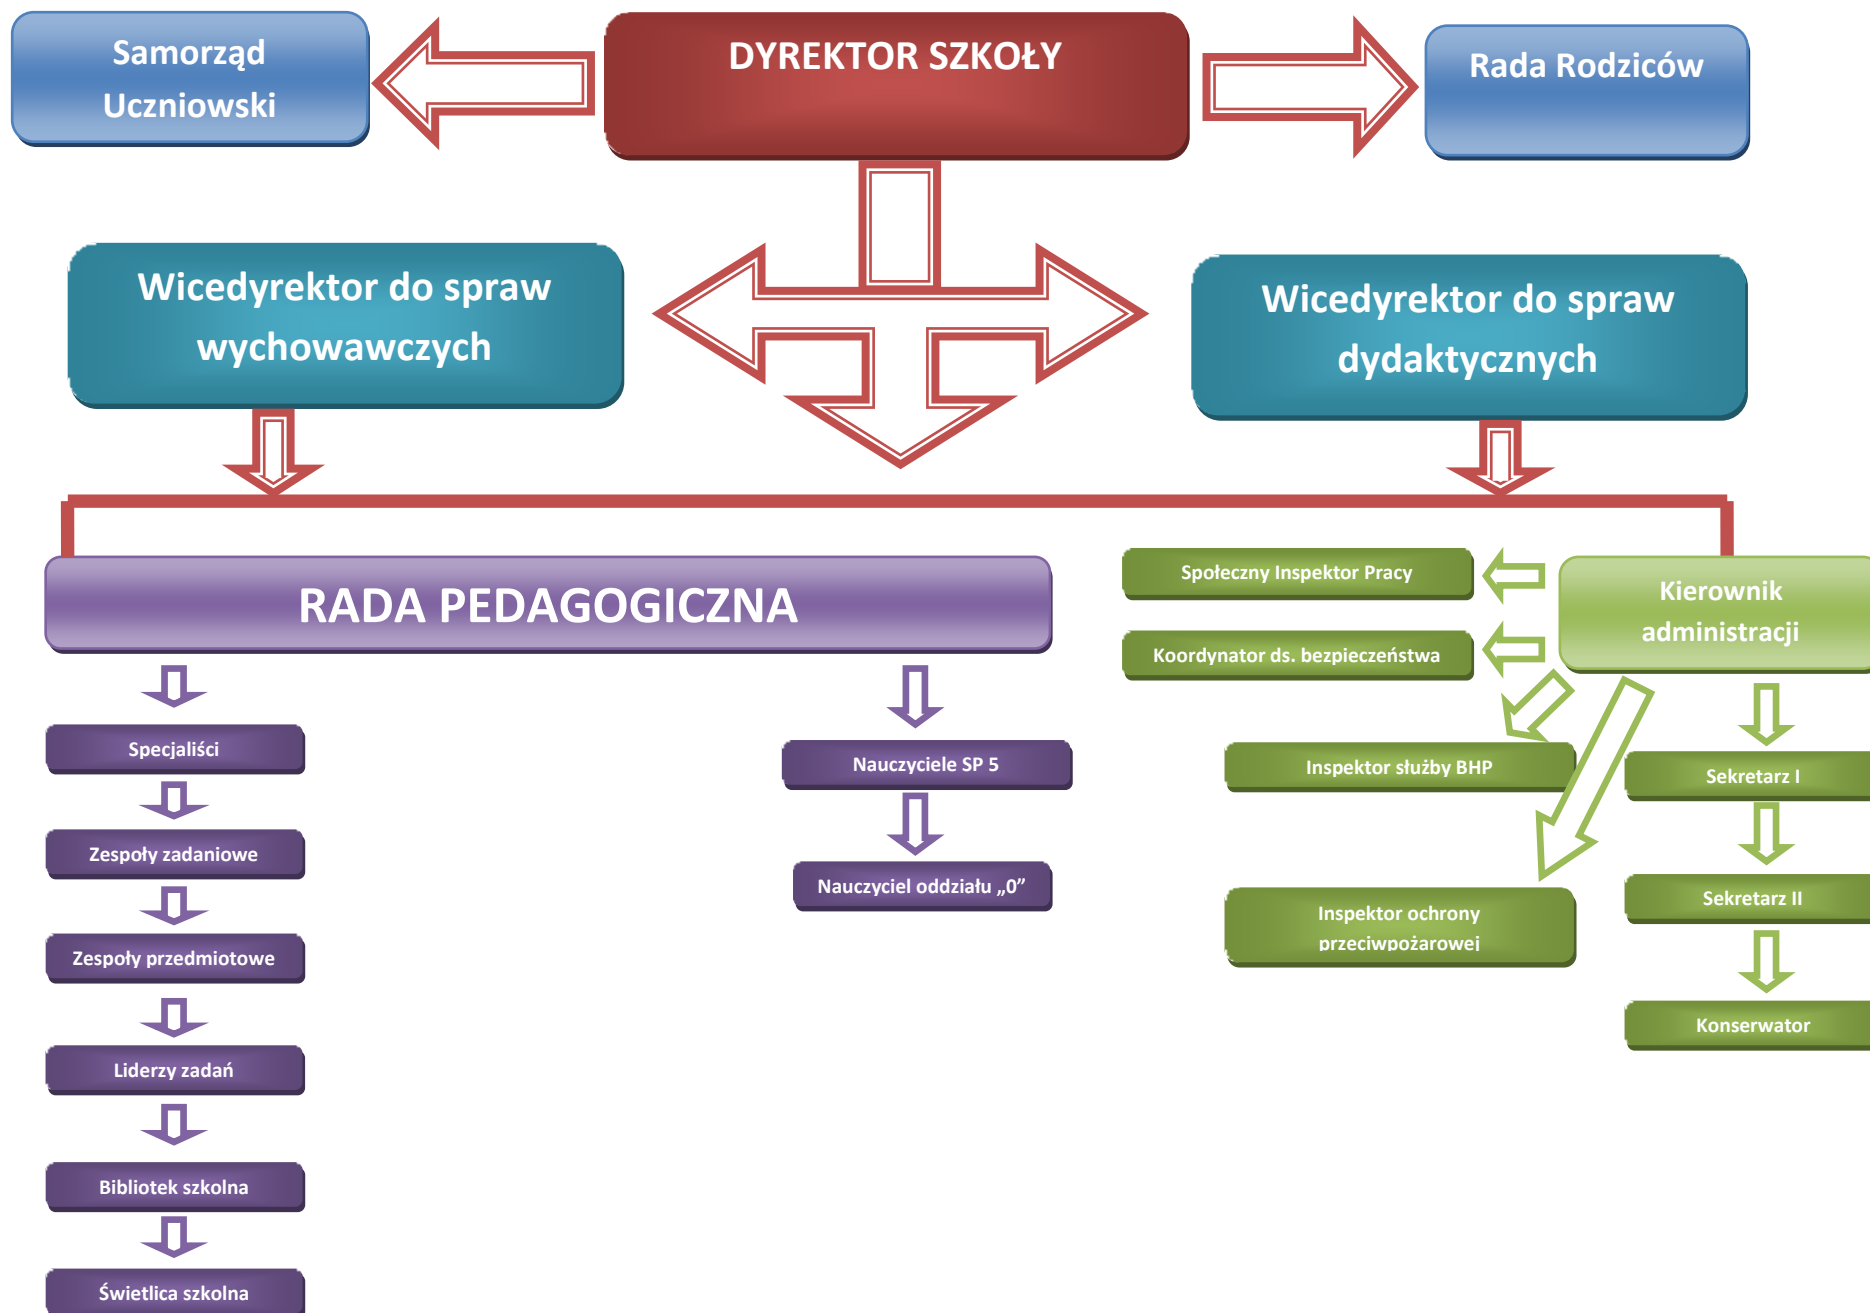 Samorząd
Uczniowski
DYREKTOR SZKOŁY
Rada Rodziców
Wicedyrektor do spraw
wychowawczych
Wicedyrektor do spraw
dydaktycznych
RADA PEDAGOGICZNA
Społeczny Inspektor Pracy
Koordynator ds. bezpieczeństwa
Kierownik
administracji
Specjaliści
Zespoły zadaniowe
Zespoły przedmiotowe
Liderzy zadań
Bibliotek szkolna
Świetlica szkolna
Nauczyciele SP 5
Nauczyciel oddziału „0”
Inspektor służby BHP
Inspektor ochrony
przeciwpożarowej
Sekretarz I
Sekretarz II
Konserwator